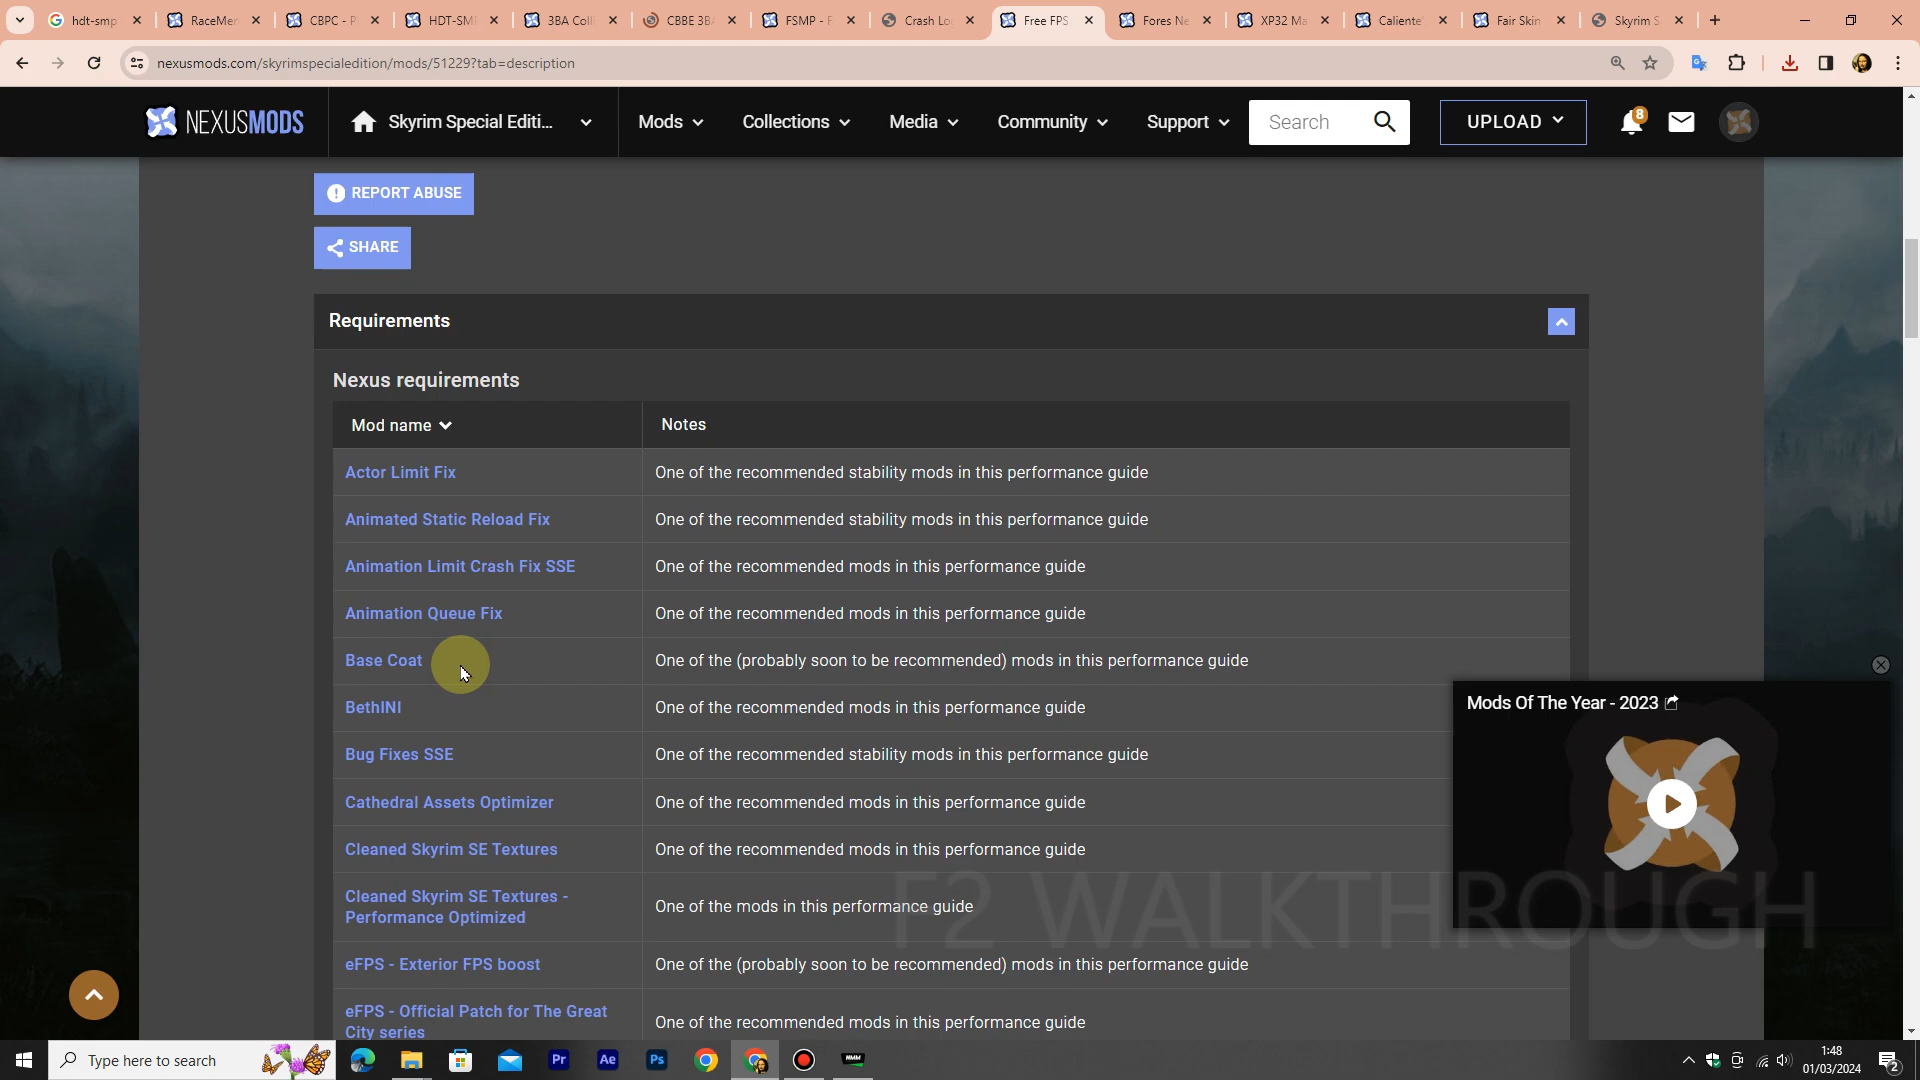 hdt-smp
RaceMe
CBPC - P
HDT-SM
3BA Coll
CBBE 3B
FSMP - F
Crash Lo
Free FPS
Fores Ne
XP32 Ma
Caliente
Fair Skin
Skyrim S
nexusmods.com/skyrimspecialedition/mods/51229?tab=description
NEXUSMODS
Skyrim Special Editi...
Mods
Collections
Media
Community
Support
Search
UPLOAD
8
REPORT ABUSE
SHARE
Requirements
Nexus requirements
Mod name
Notes
Actor Limit Fix
One of the recommended stability mods in this performance guide
Animated Static Reload Fix
One of the recommended stability mods in this performance guide
Animation Limit Crash Fix SSE
One of the recommended mods in this performance guide
Animation Queue Fix
One of the recommended mods in this performance guide
Base Coat
One of the (probably soon to be recommended) mods in this performance guide
BethINI
One of the recommended mods in this performance guide
Bug Fixes SSE
One of the recommended stability mods in this performance guide
Cathedral Assets Optimizer
One of the recommended mods in this performance guide
Cleaned Skyrim SE Textures
One of the recommended mods in this performance guide
Cleaned Skyrim SE Textures -
Performance Optimized
One of the mods in this performance guide
eFPS - Exterior FPS boost
One of the (probably soon to be recommended) mods in this performance guide
eFPS - Official Patch for The Great
City series
One of the recommended mods in this performance guide
Mods Of The Year - 2023
F2 WALKTHROUGH
Type here to search
Pr
Ae
Ps
NMM
1:48
01/03/2024
2